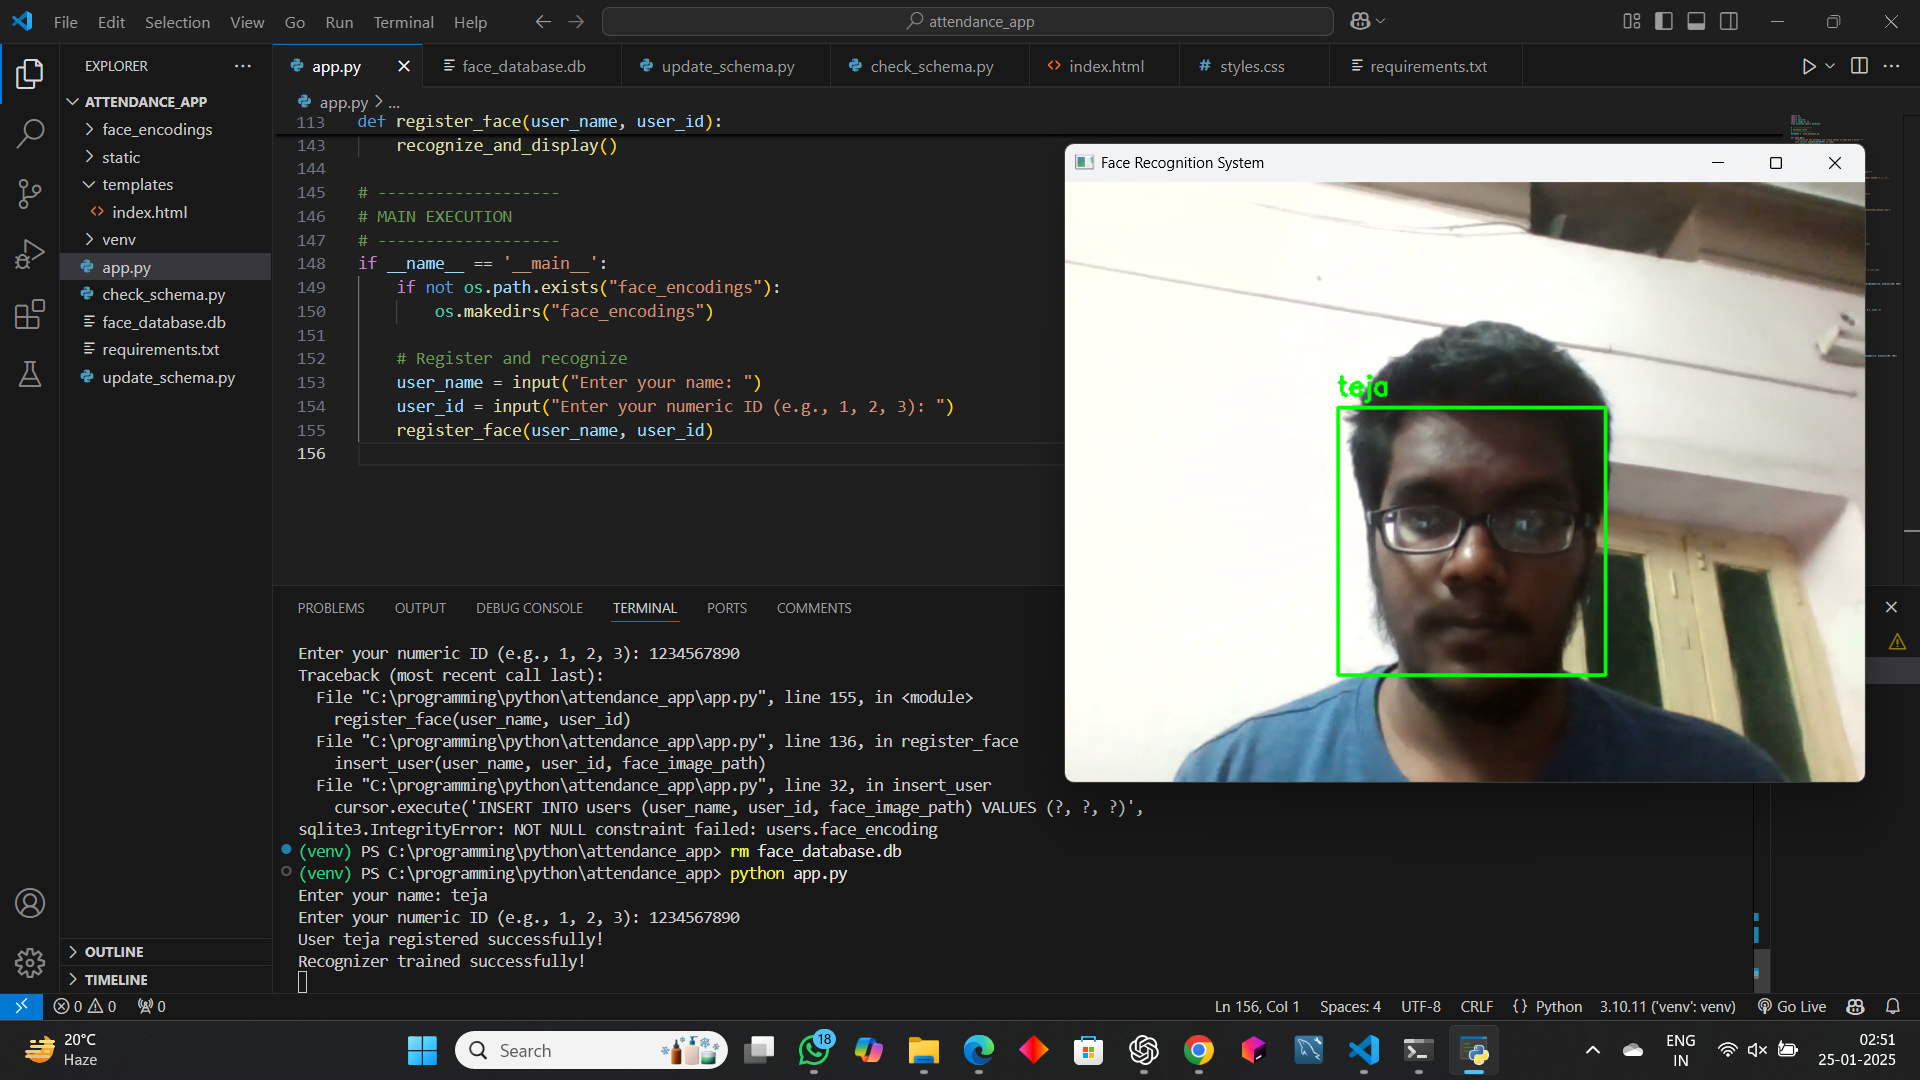 File Edit Selection View Go Run Terminal Help
attendance_app
EXPLORER
ATTENDANCE_APP
face_encodings
static
templates
index.html
venv
app.py
check_schema.py
face_database.db
requirements.txt
update_schema.py
OUTLINE
TIMELINE
app.py face_database.db update_schema.py check_schema.py index.html # styles.css requirements.txt
app.py > ...
113 def register_face(user_name, user_id):
143 recognize_and_display()
144
145 # -------------------
146 # MAIN EXECUTION
147 # -------------------
148 if __name__ == '__main__':
149 if not os.path.exists("face_encodings"):
150 os.makedirs("face_encodings")
151
152 # Register and recognize
153 user_name = input("Enter your name: ")
154 user_id = input("Enter your numeric ID (e.g., 1, 2, 3): ")
155 register_face(user_name, user_id)
156
Face Recognition System
teja
PROBLEMS OUTPUT DEBUG CONSOLE TERMINAL PORTS COMMENTS
Enter your numeric ID (e.g., 1, 2, 3): 1234567890
Traceback (most recent call last):
File "C:\programming\python\attendance_app\app.py", line 155, in <module>
register_face(user_name, user_id)
File "C:\programming\python\attendance_app\app.py", line 136, in register_face
insert_user(user_name, user_id, face_image_path)
File "C:\programming\python\attendance_app\app.py", line 32, in insert_user
cursor.execute('INSERT INTO users (user_name, user_id, face_image_path) VALUES (?, ?, ?)',
sqlite3.IntegrityError: NOT NULL constraint failed: users.face_encoding
(venv) PS C:\programming\python\attendance_app> rm face_database.db
(venv) PS C:\programming\python\attendance_app> python app.py
Enter your name: teja
Enter your numeric ID (e.g., 1, 2, 3): 1234567890
User teja registered successfully!
Recognizer trained successfully!
0 0 0 Ln 156, Col 1 Spaces: 4 UTF-8 CRLF {} Python 3.10.11 ('venv': venv) Go Live
20°C
Haze
Search
18
ENG
IN
02:51
25-01-2025